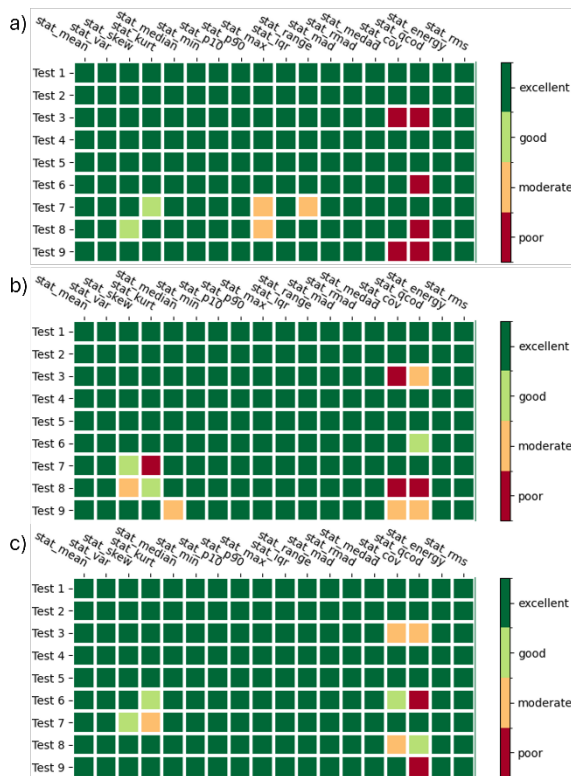 a)
stat_mean
stat_var
stat_skew
stat_kurt
stat_median
stat_min
stat_p10
stat_p90
stat_max
stat_iqr
stat_range
stat_mad
stat_rmad
stat_medad
stat_cov
stat_qcod
stat_energy
stat_rms
Test 1
Test 2
Test 3
Test 4
Test 5
Test 6
Test 7
Test 8
Test 9
excellent
good
moderate
poor
b)
stat_mean
stat_var
stat_skew
stat_kurt
stat_median
stat_min
stat_p10
stat_p90
stat_max
stat_iqr
stat_range
stat_mad
stat_rmad
stat_medad
stat_cov
stat_qcod
stat_energy
stat_rms
Test 1
Test 2
Test 3
Test 4
Test 5
Test 6
Test 7
Test 8
Test 9
excellent
good
moderate
poor
c)
stat_mean
stat_var
stat_skew
stat_kurt
stat_median
stat_min
stat_p10
stat_p90
stat_max
stat_iqr
stat_range
stat_mad
stat_rmad
stat_medad
stat_cov
stat_qcod
stat_energy
stat_rms
Test 1
Test 2
Test 3
Test 4
Test 5
Test 6
Test 7
Test 8
Test 9
excellent
good
moderate
poor